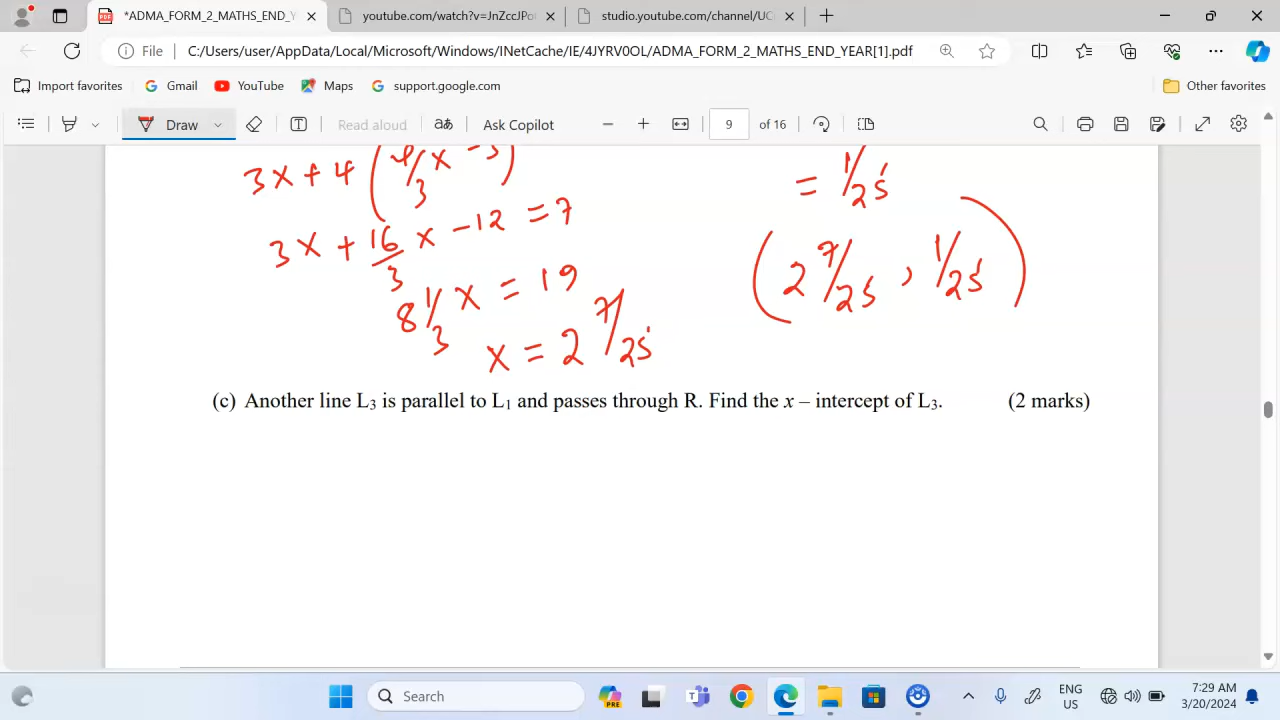 *ADMA_FORM_2_MATHS_END_Y
youtube.com/watch?v=JnZccJPo
studio.youtube.com/channel/UC
File
C:/Users/user/AppData/Local/Microsoft/Windows/INetCache/IE/4JYRV0OL/ADMA_FORM_2_MATHS_END_YEAR[1].pdf
Import favorites
Gmail
YouTube
Maps
support.google.com
Other favorites
Draw
Read aloud
Ask Copilot
9 of 16
3x + 4 (4/3 x - 3)
3x + 16/3 x - 12 = 7
8 1/3 x = 19
x = 2 7/25
= 1/25
(2 7/25, 1/25)
(c) Another line L₃ is parallel to L₁ and passes through R. Find the x – intercept of L₃. (2 marks)
Search
PRE
ENG
US
7:29 AM
3/20/2024